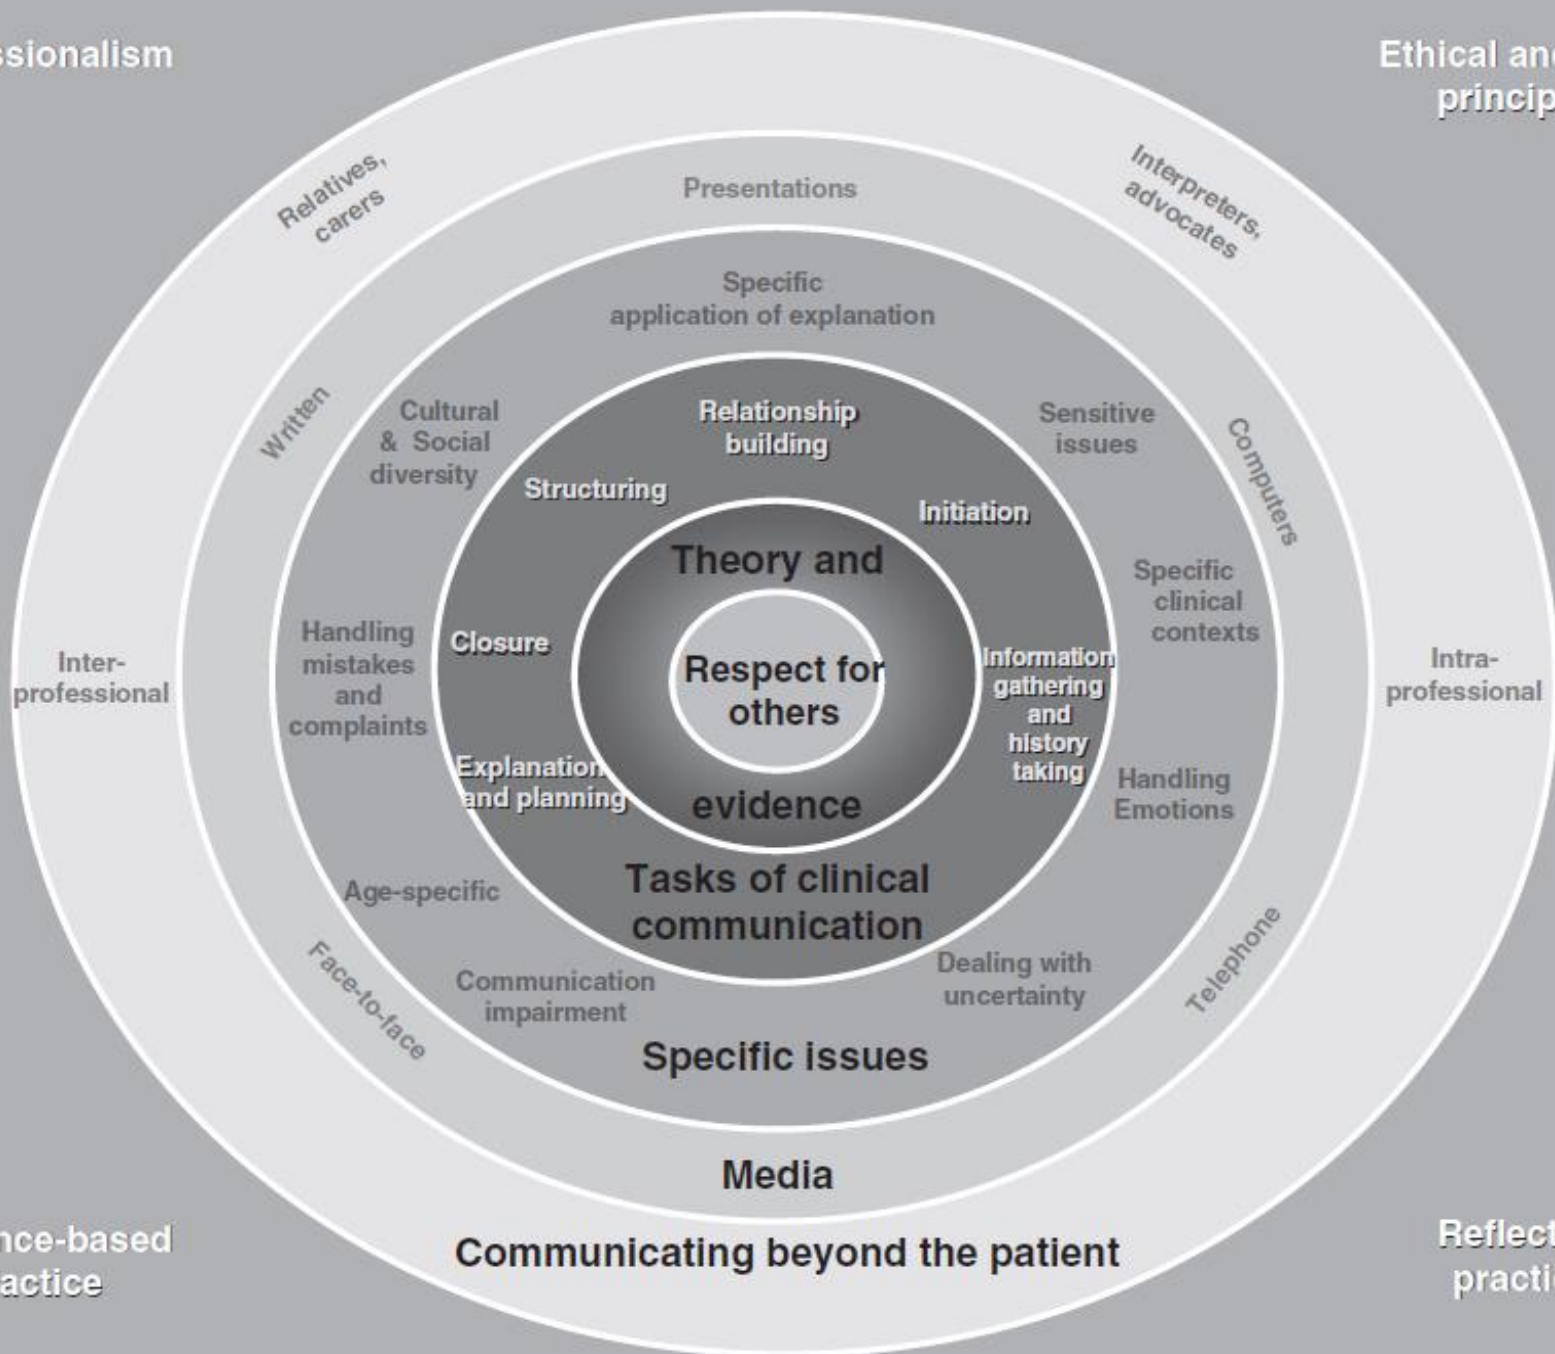 ssionalism
Ethical and
princip
Relatives,
carers
Interpreters,
advocates
Presentations
Specific
application of explanation
Written
Cultural
& Social
diversity
Relationship
building
Sensitive
issues
Computers
Structuring
Initiation
Theory and
Specific
clinical
contexts
Inter-
professional
Handling
mistakes
and
complaints
Closure
Respect for
others
Information
gathering
and
history
taking
Intra-
professional
Explanation
and planning
evidence
Handling
Emotions
Tasks of clinical
communication
Age-specific
Face-to-face
Communication
impairment
Dealing with
uncertainty
Telephone
Specific issues
Media
Communicating beyond the patient
nce-based
actice
Reflect
practi